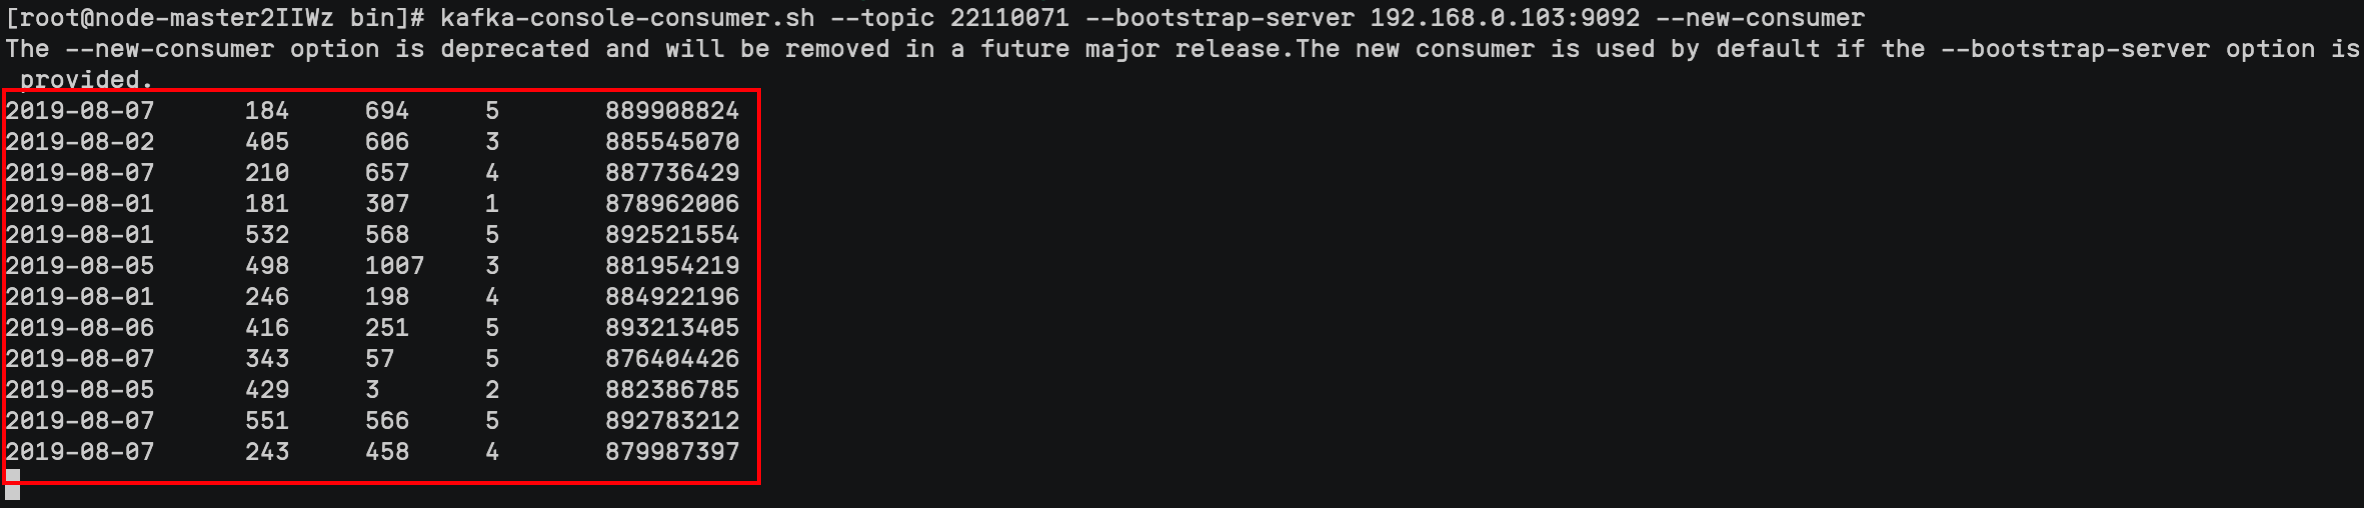 [root@node-master2IIWz bin]# kafka-console-consumer.sh --topic 22110071 --bootstrap-server 192.168.0.103:9092 --new-consumer
The --new-consumer option is deprecated and will be removed in a future major release.The new consumer is used by default if the --bootstrap-server option is
 provided.
2019-08-07      184     694     5       889908824
2019-08-02      405     606     3       885545070
2019-08-07      210     657     4       887736429
2019-08-01      181     307     1       878962006
2019-08-01      532     568     5       892521554
2019-08-05      498     1007    3       881954219
2019-08-01      246     198     4       884922196
2019-08-06      416     251     5       893213405
2019-08-07      343     57      5       876404426
2019-08-05      429     3       2       882386785
2019-08-07      551     566     5       892783212
2019-08-07      243     458     4       879987397